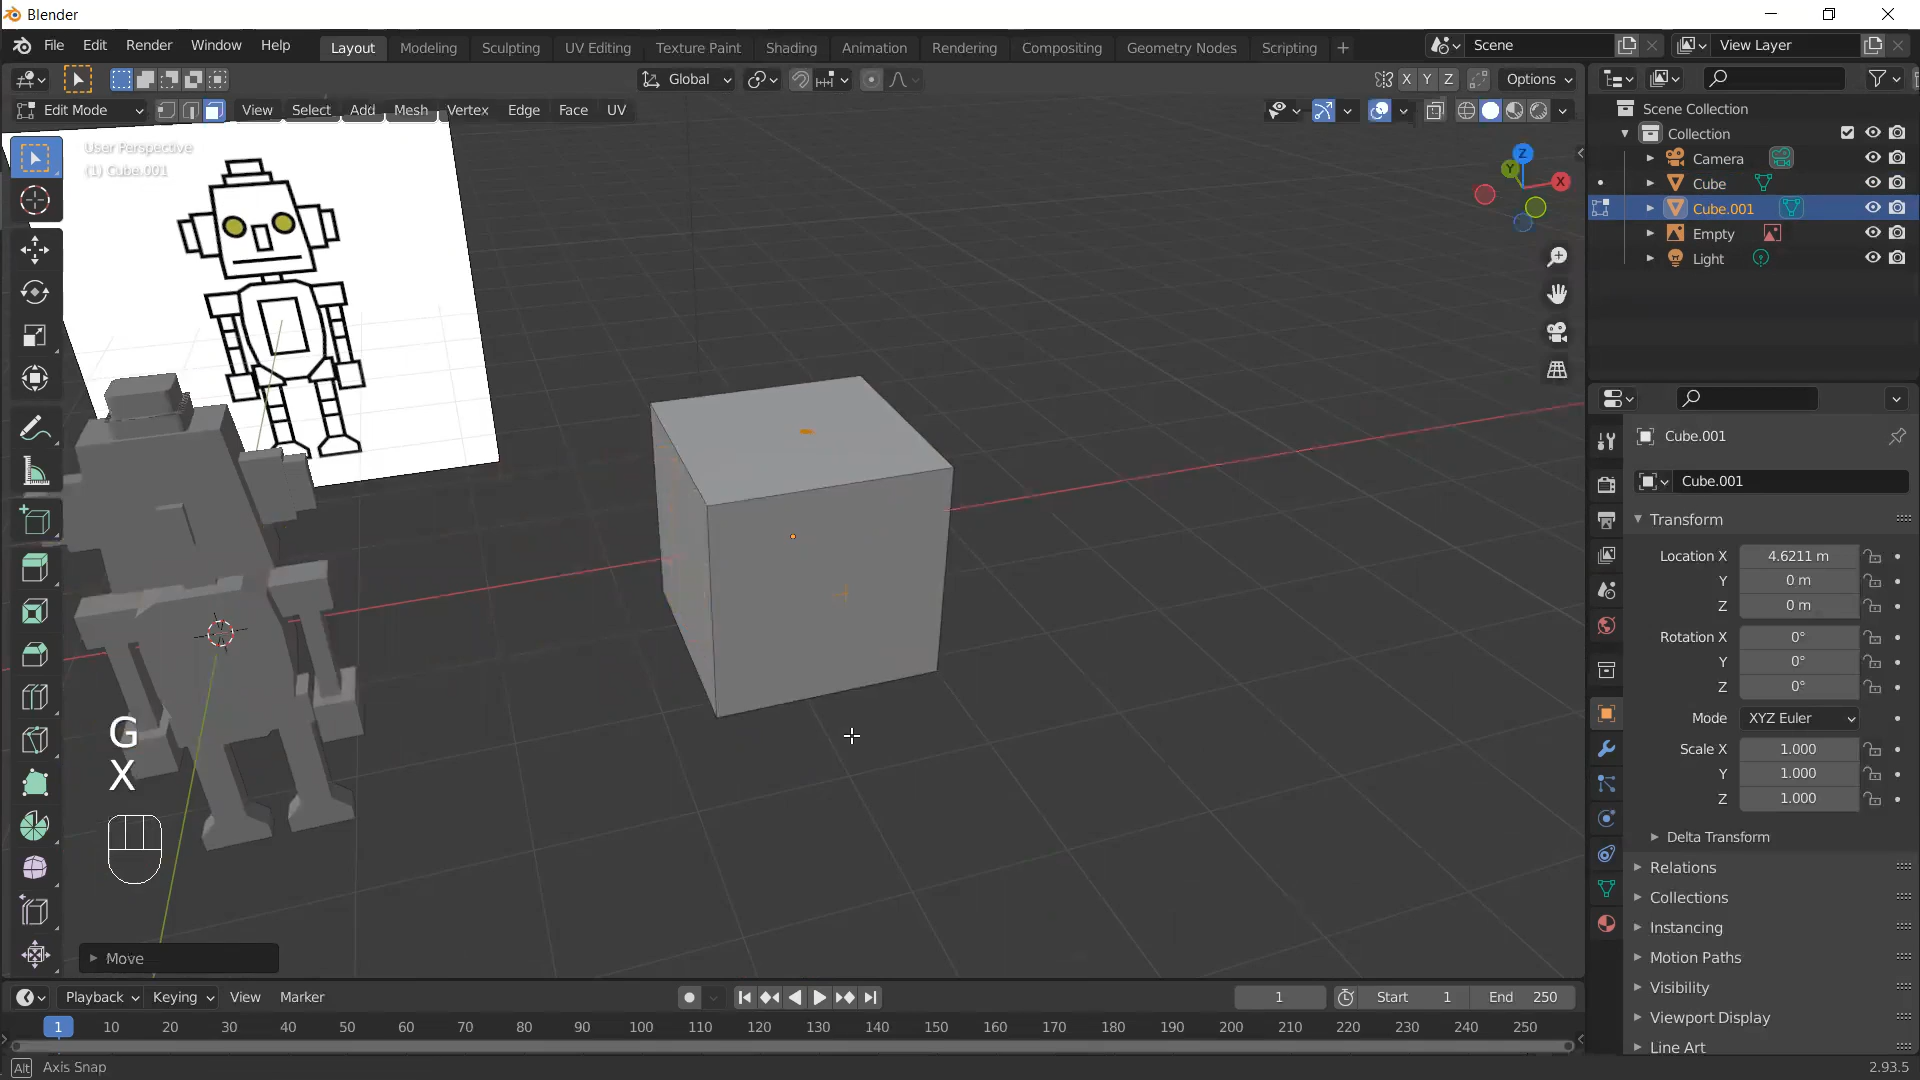 Blender
File Edit Render Window Help Layout Modeling Sculpting UV Editing Texture Paint Shading Animation Rendering Compositing Geometry Nodes Scripting + Scene View Layer
Global X Y Z Options
Edit Mode View Select Add Mesh Vertex Edge Face UV
User Perspective
(1) Cube.001
Z
Y
X
Scene Collection
Collection
Camera
Cube
Cube.001
Empty
Light
Cube.001
Cube.001
Transform
Location X 4.6211 m
Y 0 m
Z 0 m
Rotation X 0°
Y 0°
Z 0°
Mode XYZ Euler
Scale X 1.000
Y 1.000
Z 1.000
Delta Transform
Relations
Collections
Instancing
Motion Paths
Visibility
Viewport Display
Line Art
G
X
Move
Playback Keying View Marker 1 Start 1 End 250
1 10 20 30 40 50 60 70 80 90 100 110 120 130 140 150 160 170 180 190 200 210 220 230 240 250
Alt Axis Snap 2.93.5